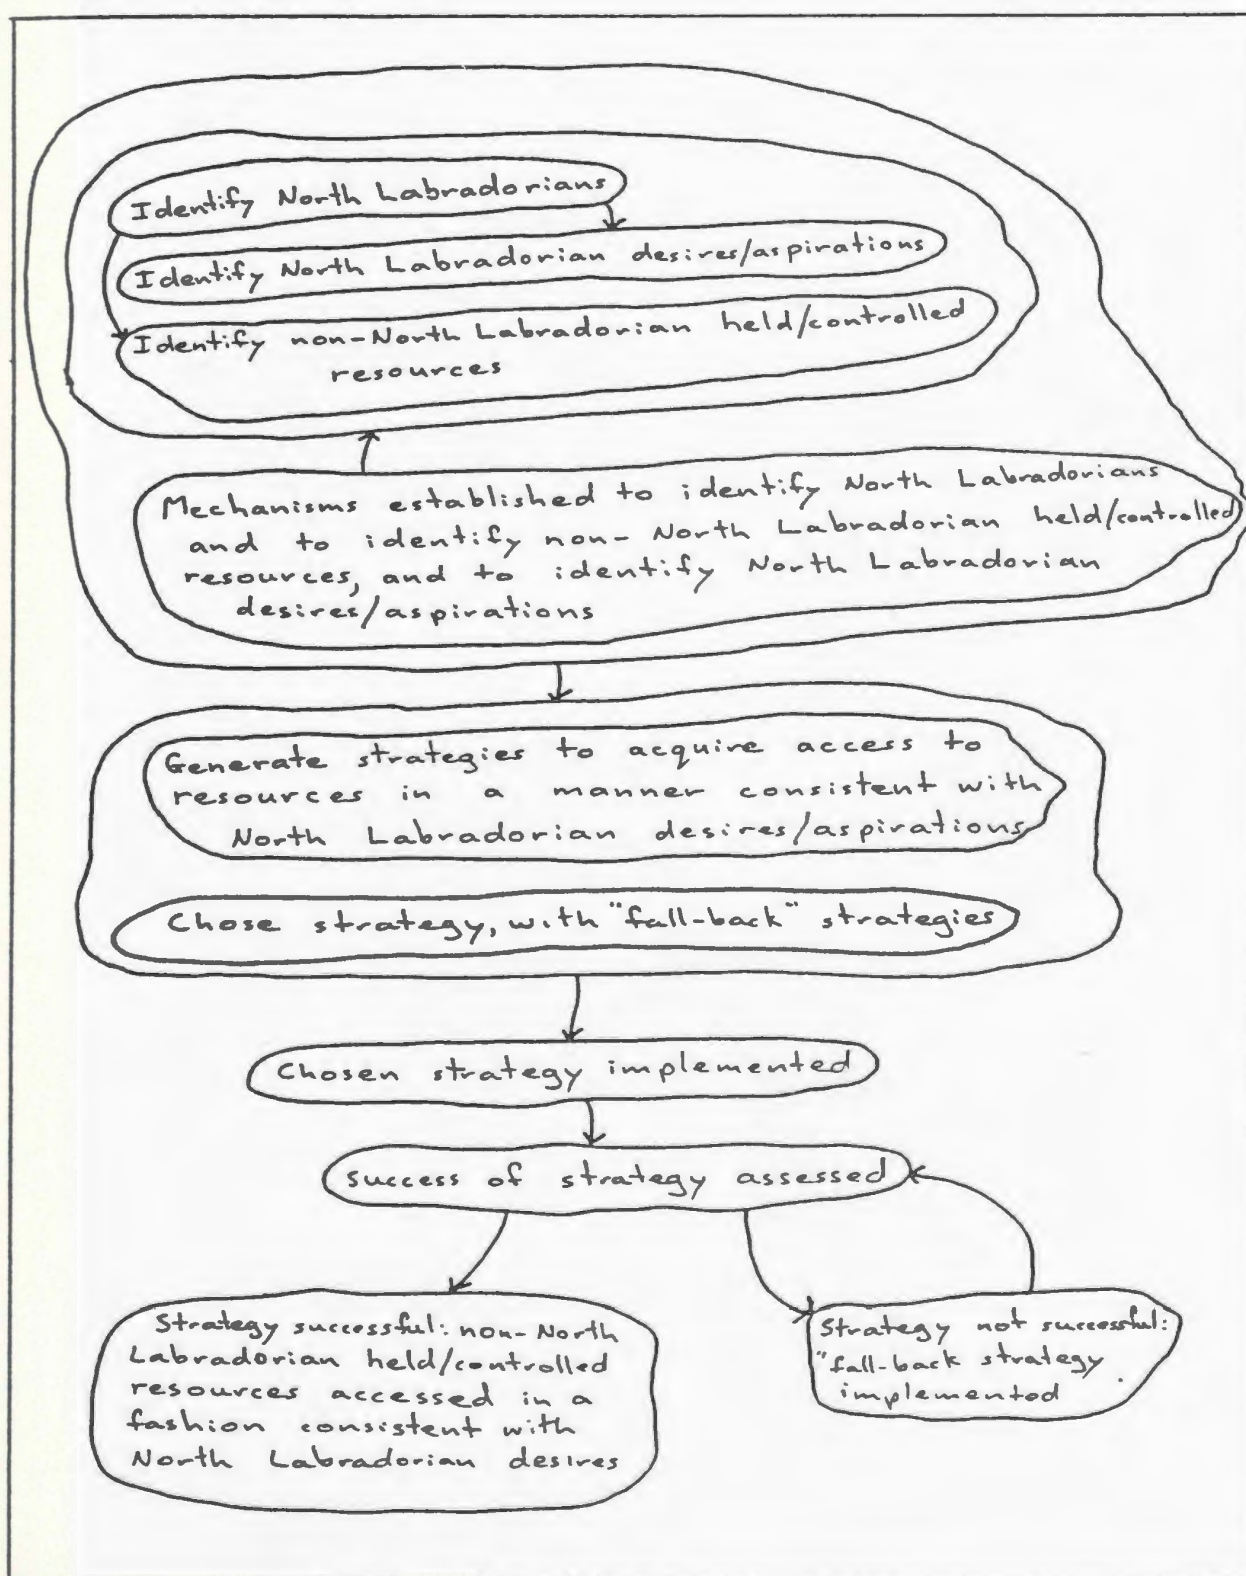 Identify North Labradorians
Identify North Labradorian desires/aspirations
Identify non-North Labradorian held/controlled
resources
Mechanisms established to identify North Labradorians
and to identify non-North Labradorian held/controlled
resources, and to identify North Labradorian
desires/aspirations
Generate strategies to acquire access to
resources in a manner consistent with
North Labradorian desires/aspirations
Chose strategy, with "fall-back" strategies
Chosen strategy implemented
Success of strategy assessed
Strategy successful: non-North
Labradorian held/controlled
resources accessed in a
fashion consistent with
North Labradorian desires
Strategy not successful:
"fall-back strategy
implemented